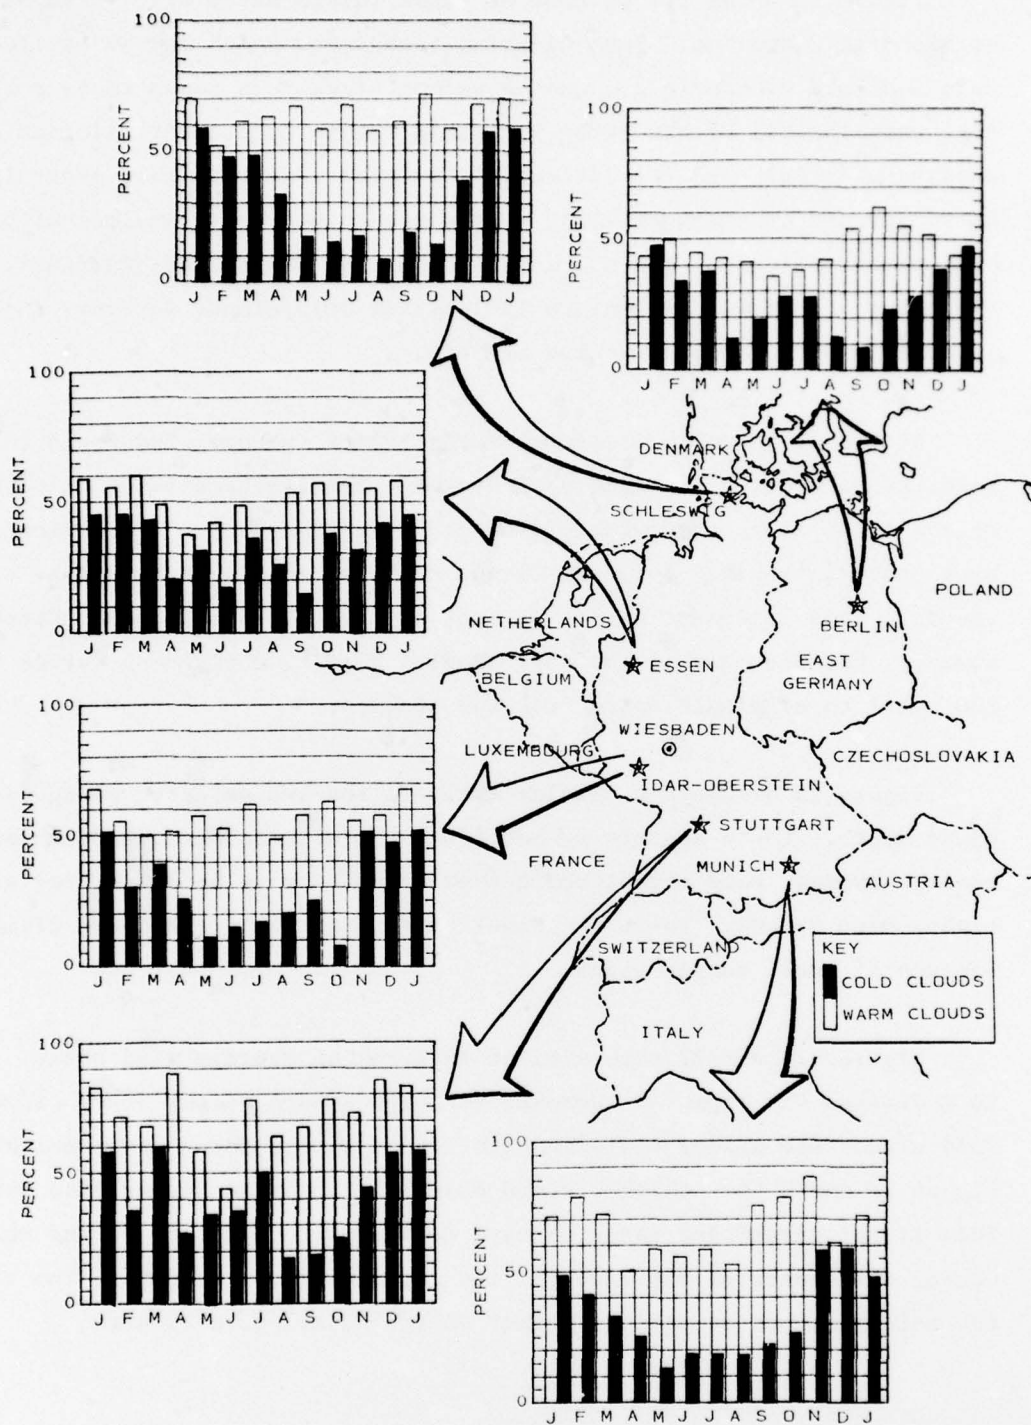 100
50
0
PERCENT
J F M A M J J A S O N D J
100
50
0
PERCENT
J F M A M J J A S O N D J
100
50
0
PERCENT
J F M A M J J A S O N D J
DENMARK
SCHLESWIG
POLAND
NETHERLANDS
BERLIN
ESSEN
EAST
GERMANY
BELGIUM
WIESBADEN
LUXEMBOURG
CZECHOSLOVAKIA
IDAR-OBERSTEIN
STUTTGART
FRANCE
MUNICH
AUSTRIA
SWITZERLAND
ITALY
KEY
COLD CLOUDS
WARM CLOUDS
100
50
0
PERCENT
J F M A M J J A S O N D J
100
50
0
PERCENT
J F M A M J J A S O N D J
100
50
0
PERCENT
J F M A M J J A S O N D J